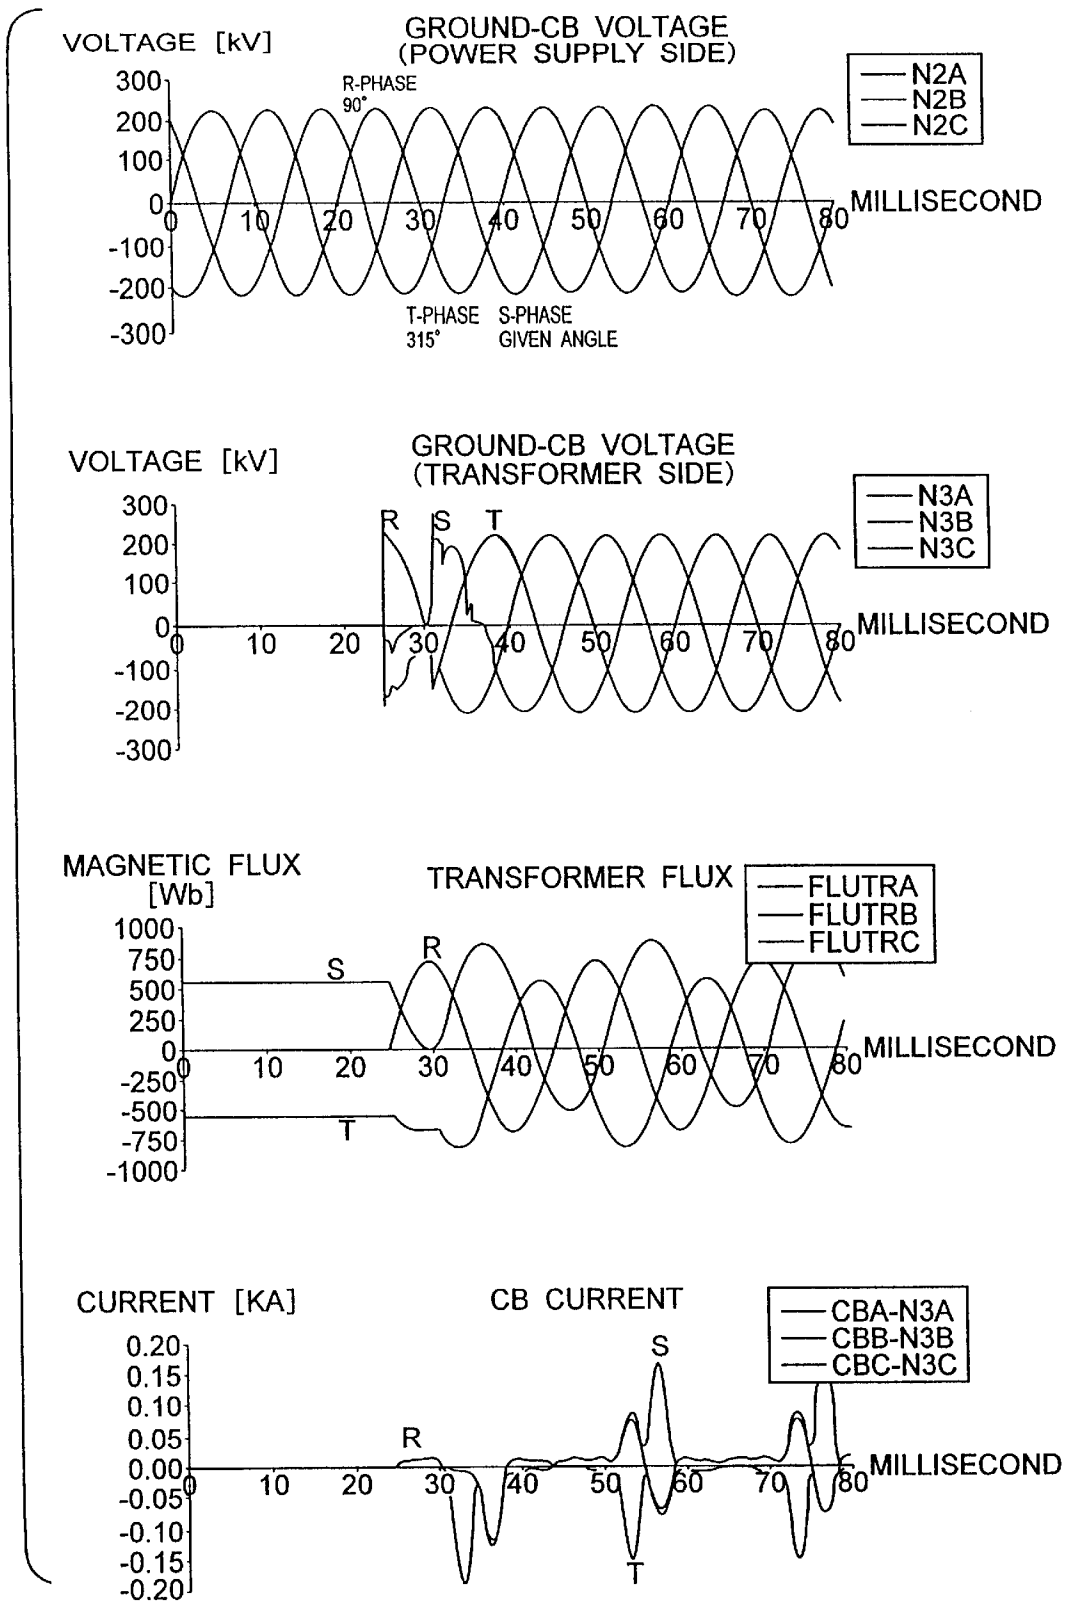 GROUND-CB VOLTAGE
(POWER SUPPLY SIDE)
VOLTAGE [kV]
N2A
N2B
N2C
R-PHASE
90°
300
200
100
0
-100
-200
-300
0 10 20 30 40 50 60 70 80 MILLISECOND
T-PHASE S-PHASE
315° GIVEN ANGLE
GROUND-CB VOLTAGE
(TRANSFORMER SIDE)
VOLTAGE [kV]
N3A
N3B
N3C
R S T
300
200
100
0
-100
-200
-300
0 10 20 30 40 50 60 70 80 MILLISECOND
MAGNETIC FLUX
[Wb]
TRANSFORMER FLUX
FLUTRA
FLUTRB
FLUTRC
1000
750
500
250
0
-250
-500
-750
-1000
S
R
T
0 10 20 30 40 50 60 70 80 MILLISECOND
CURRENT [KA]
CB CURRENT
CBA-N3A
CBB-N3B
CBC-N3C
0.20
0.15
0.10
0.05
0.00
-0.05
-0.10
-0.15
-0.20
R
S
T
0 10 20 30 40 50 60 70 80 MILLISECOND